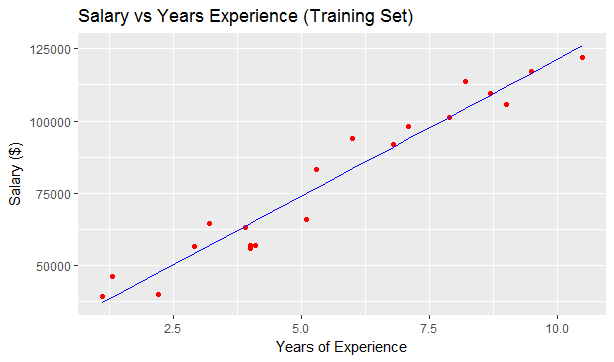 Salary vs Years Experience (Training Set)
125000
100000
75000
50000
Salary ($)
2.5
5.0
7.5
10.0
Years of Experience